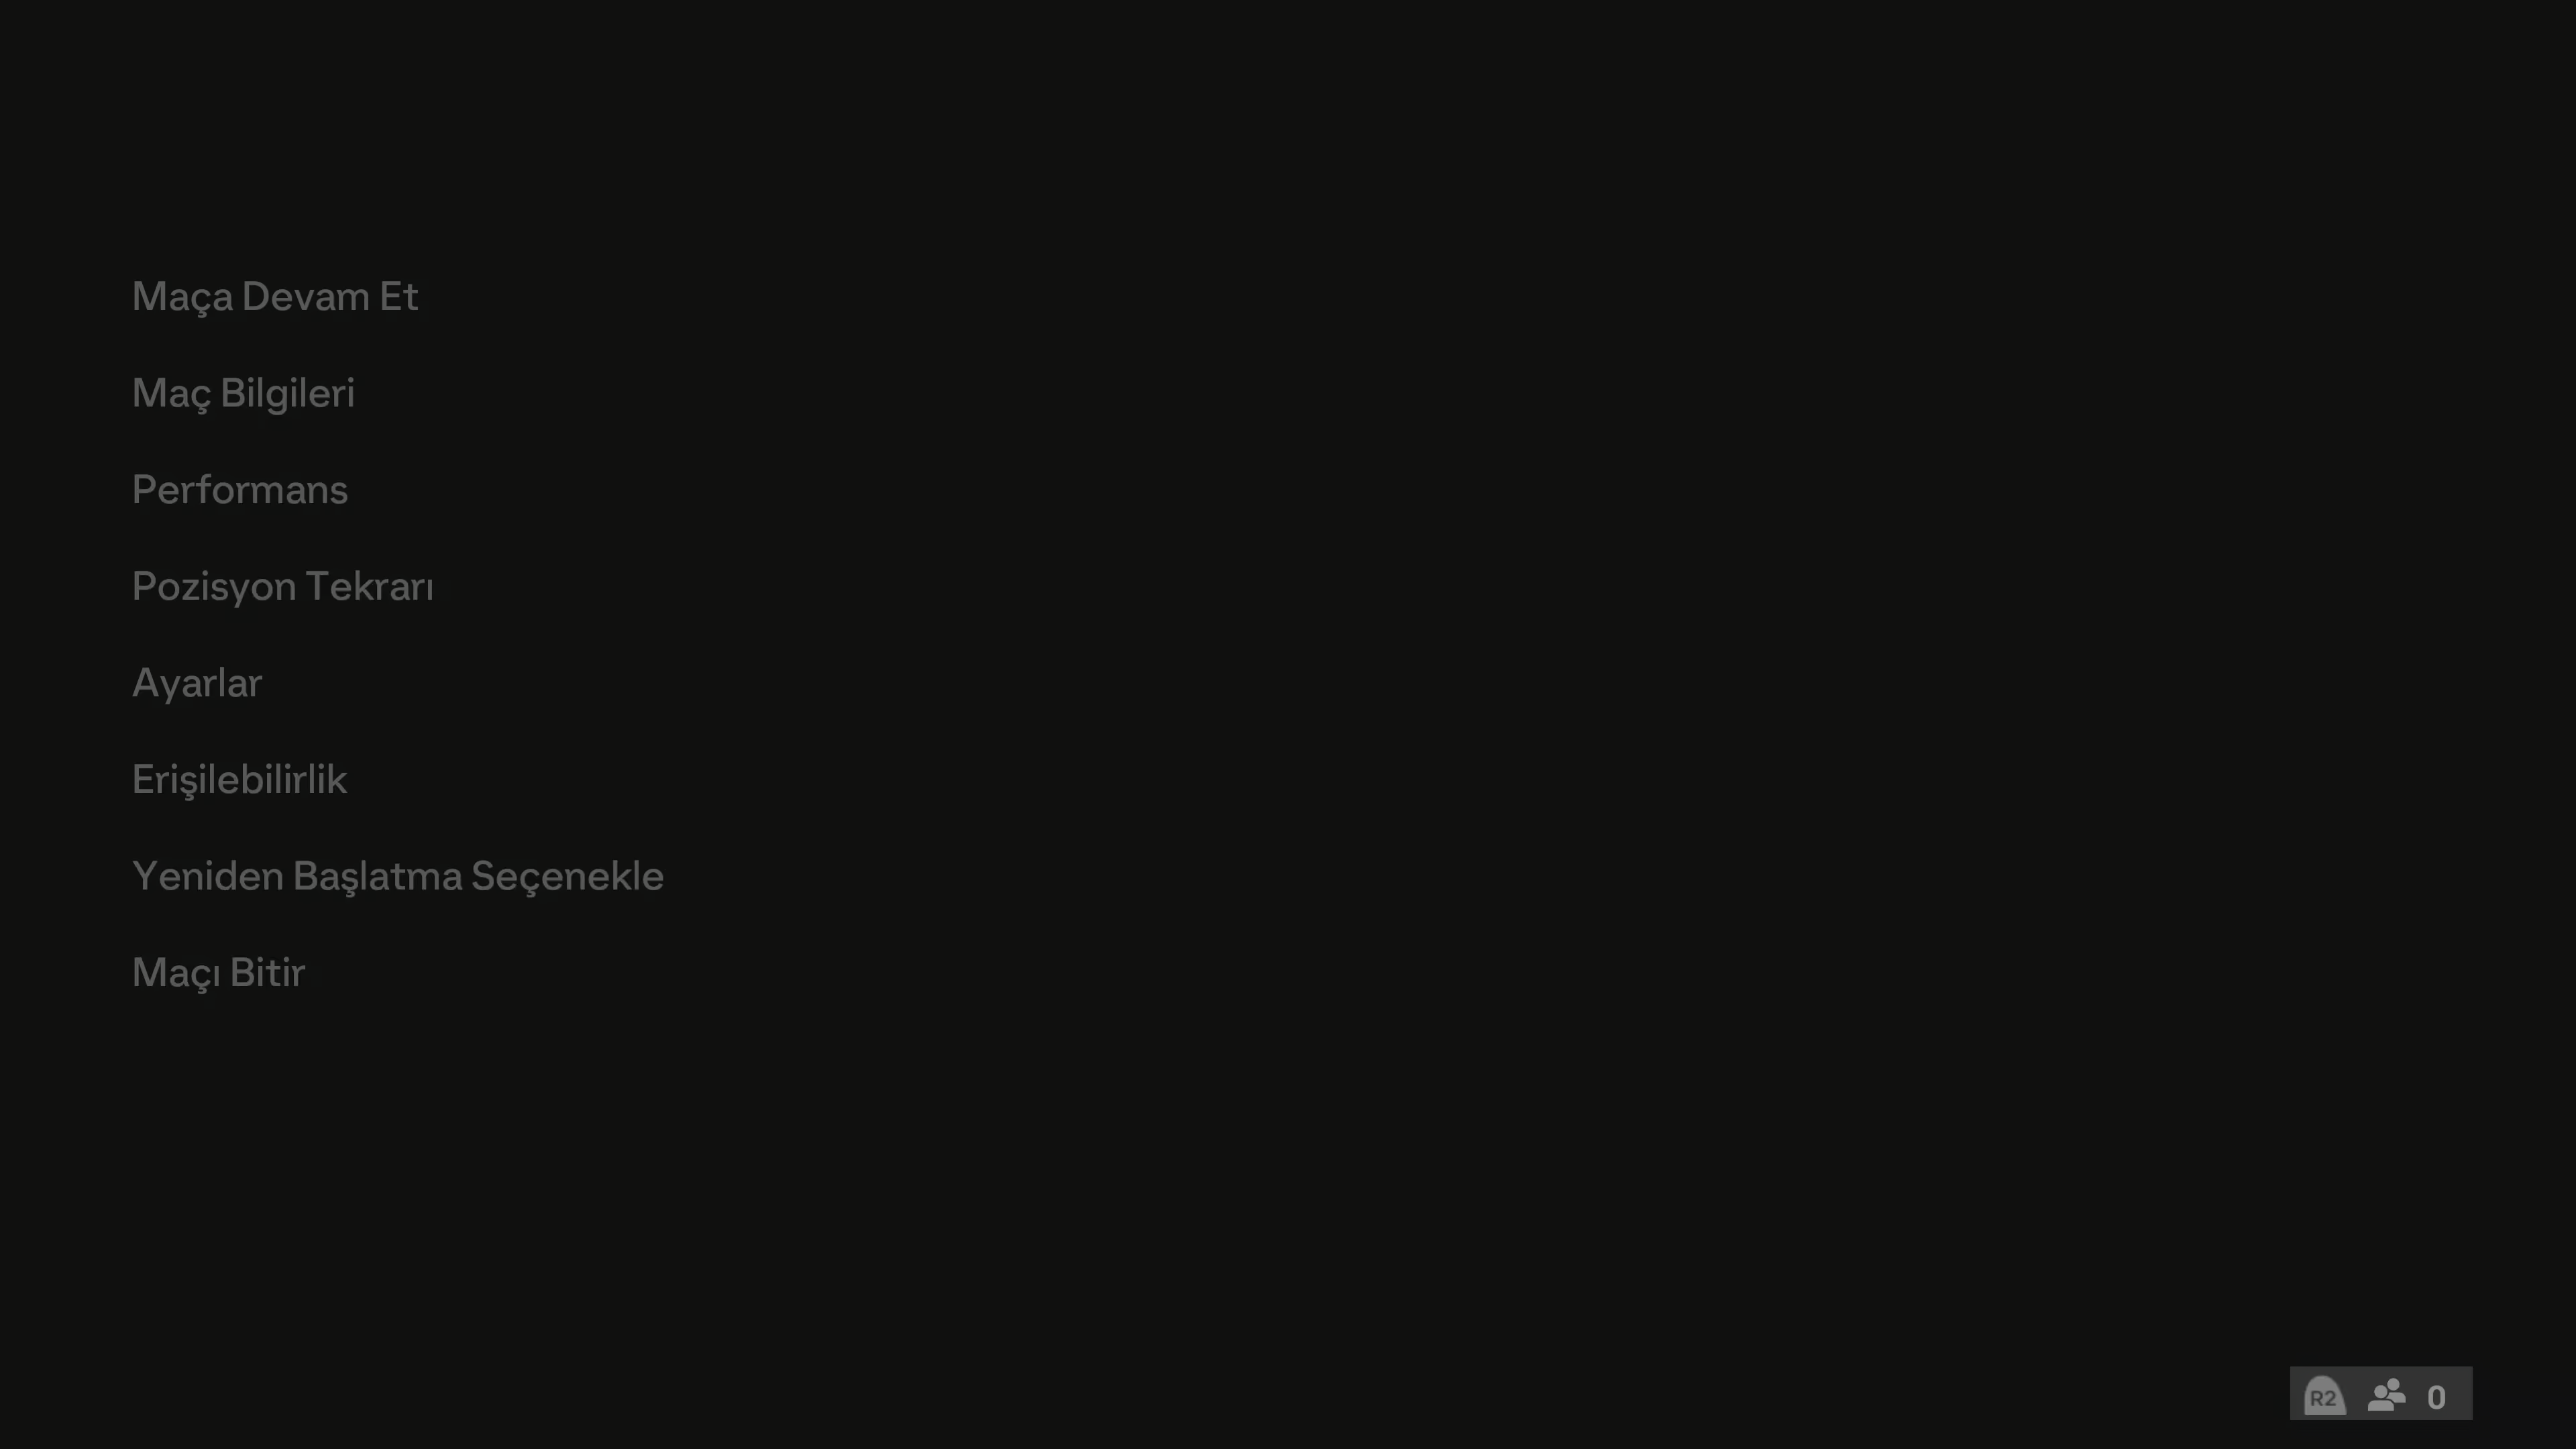 Maça Devam Et
Maç Bilgileri
Performans
Pozisyon Tekrarı
Ayarlar
Erişilebilirlik
Yeniden Başlatma Seçenekle
Maçı Bitir
R2 0